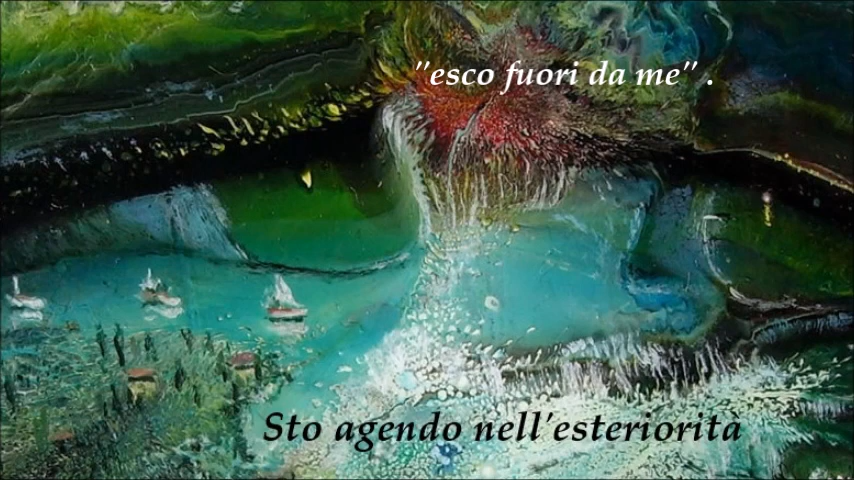 "esco fuori da me" .
Sto agendo nell'esteriorità